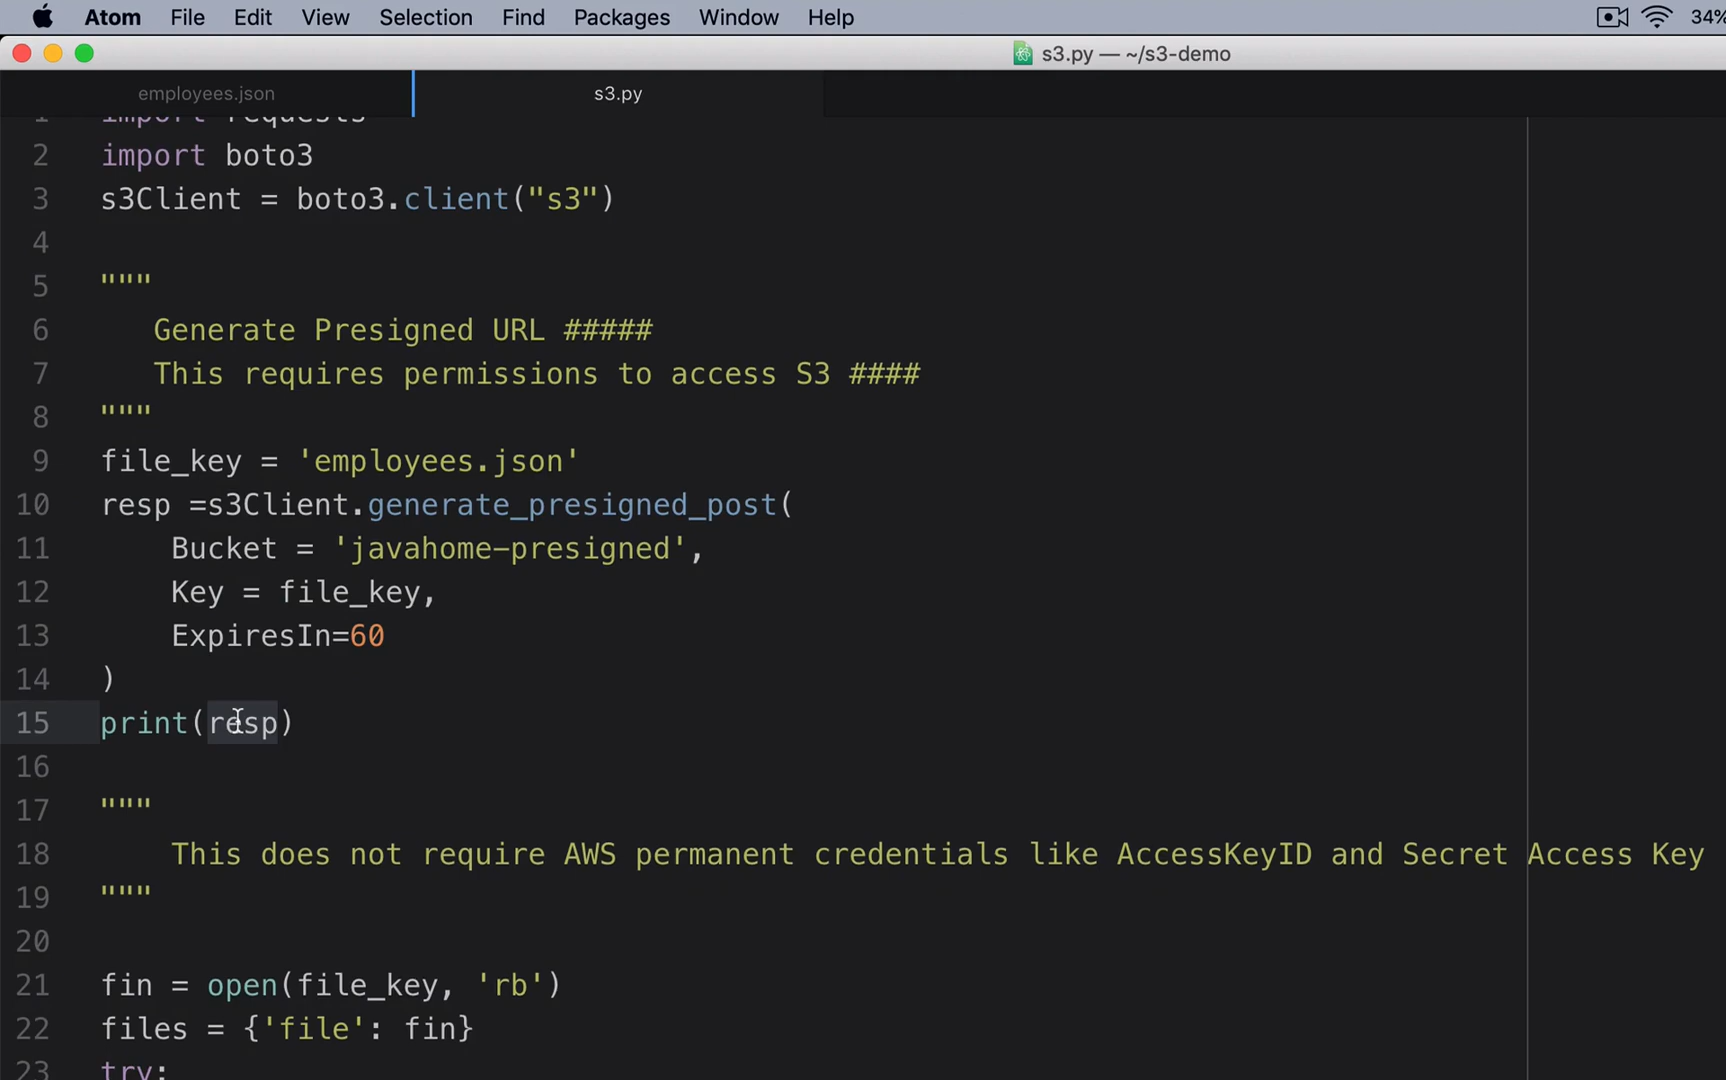 Atom File Edit View Selection Find Packages Window Help 34%
s3.py — ~/s3-demo
employees.json s3.py
1 import requests
2 import boto3
3 s3Client = boto3.client("s3")
4
5 """
6 Generate Presigned URL #####
7 This requires permissions to access S3 ####
8 """
9 file_key = 'employees.json'
10 resp =s3Client.generate_presigned_post(
11 Bucket = 'javahome-presigned',
12 Key = file_key,
13 ExpiresIn=60
14 )
15 print(resp)
16
17 """
18 This does not require AWS permanent credentials like AccessKeyID and Secret Access Key
19 """
20
21 fin = open(file_key, 'rb')
22 files = {'file': fin}
23 try: